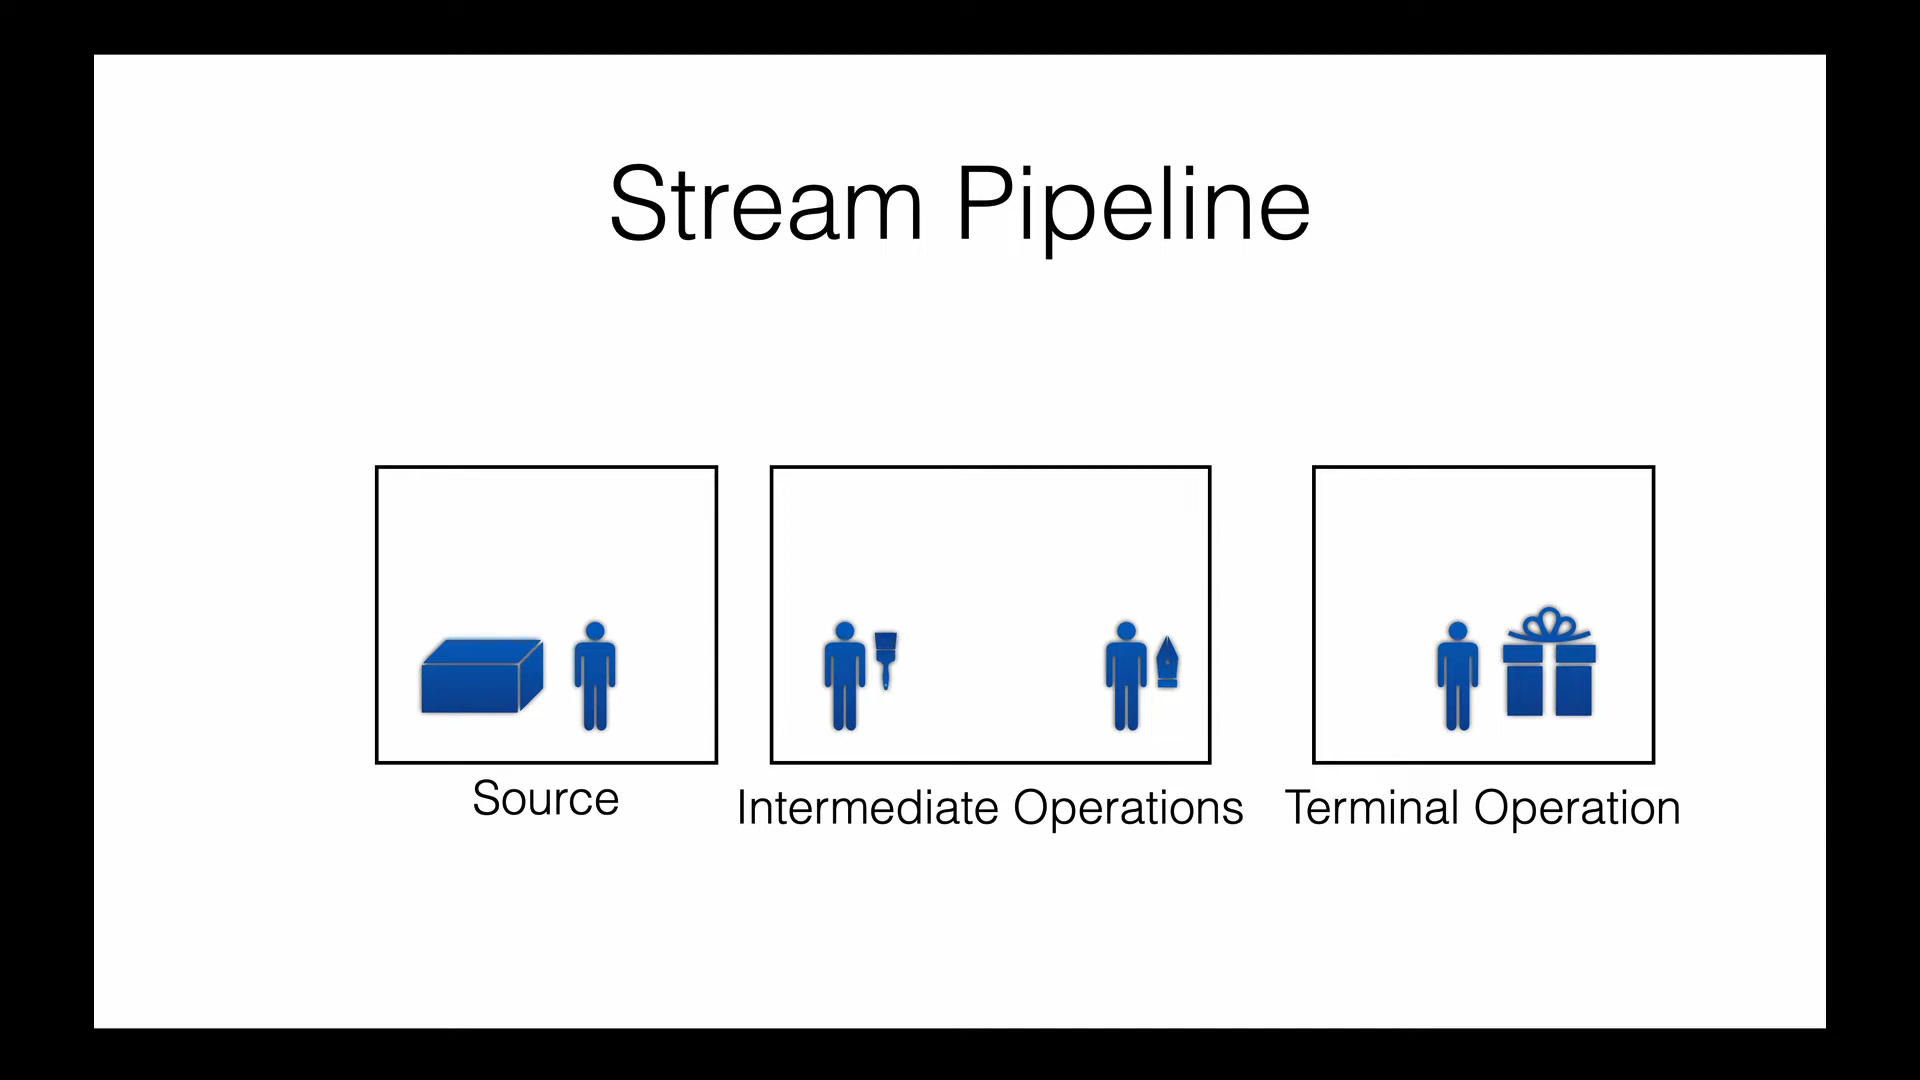 Stream Pipeline
Source
Intermediate Operations
Terminal Operation